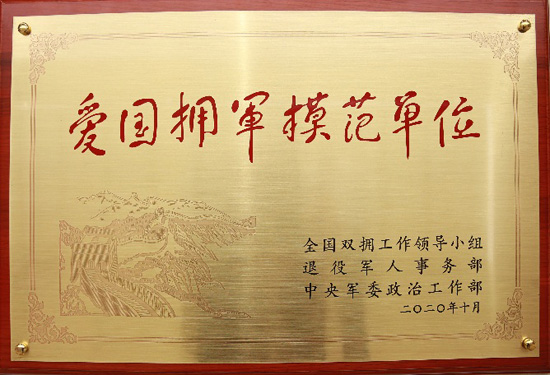 爱国拥軍模范单位
全国双拥工作领导小组
退役军人事务部
中央军委政治工作部
二〇二〇年十月